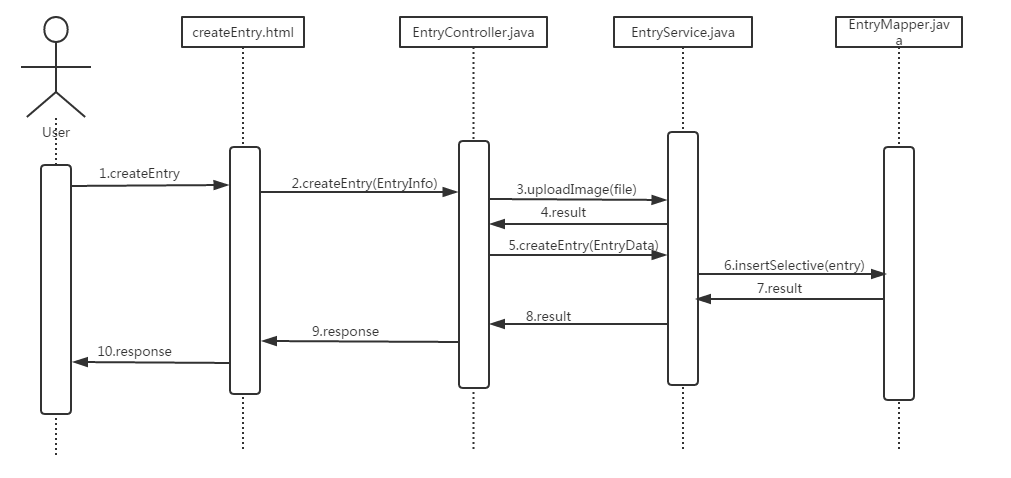 createEntry.html
EntryController.java
EntryService.java
EntryMapper.jav
a
User
1.createEntry
2.createEntry(EntryInfo)
3.uploadImage(file)
4.result
5.createEntry(EntryData)
6.insertSelective(entry)
7.result
8.result
9.response
10.response